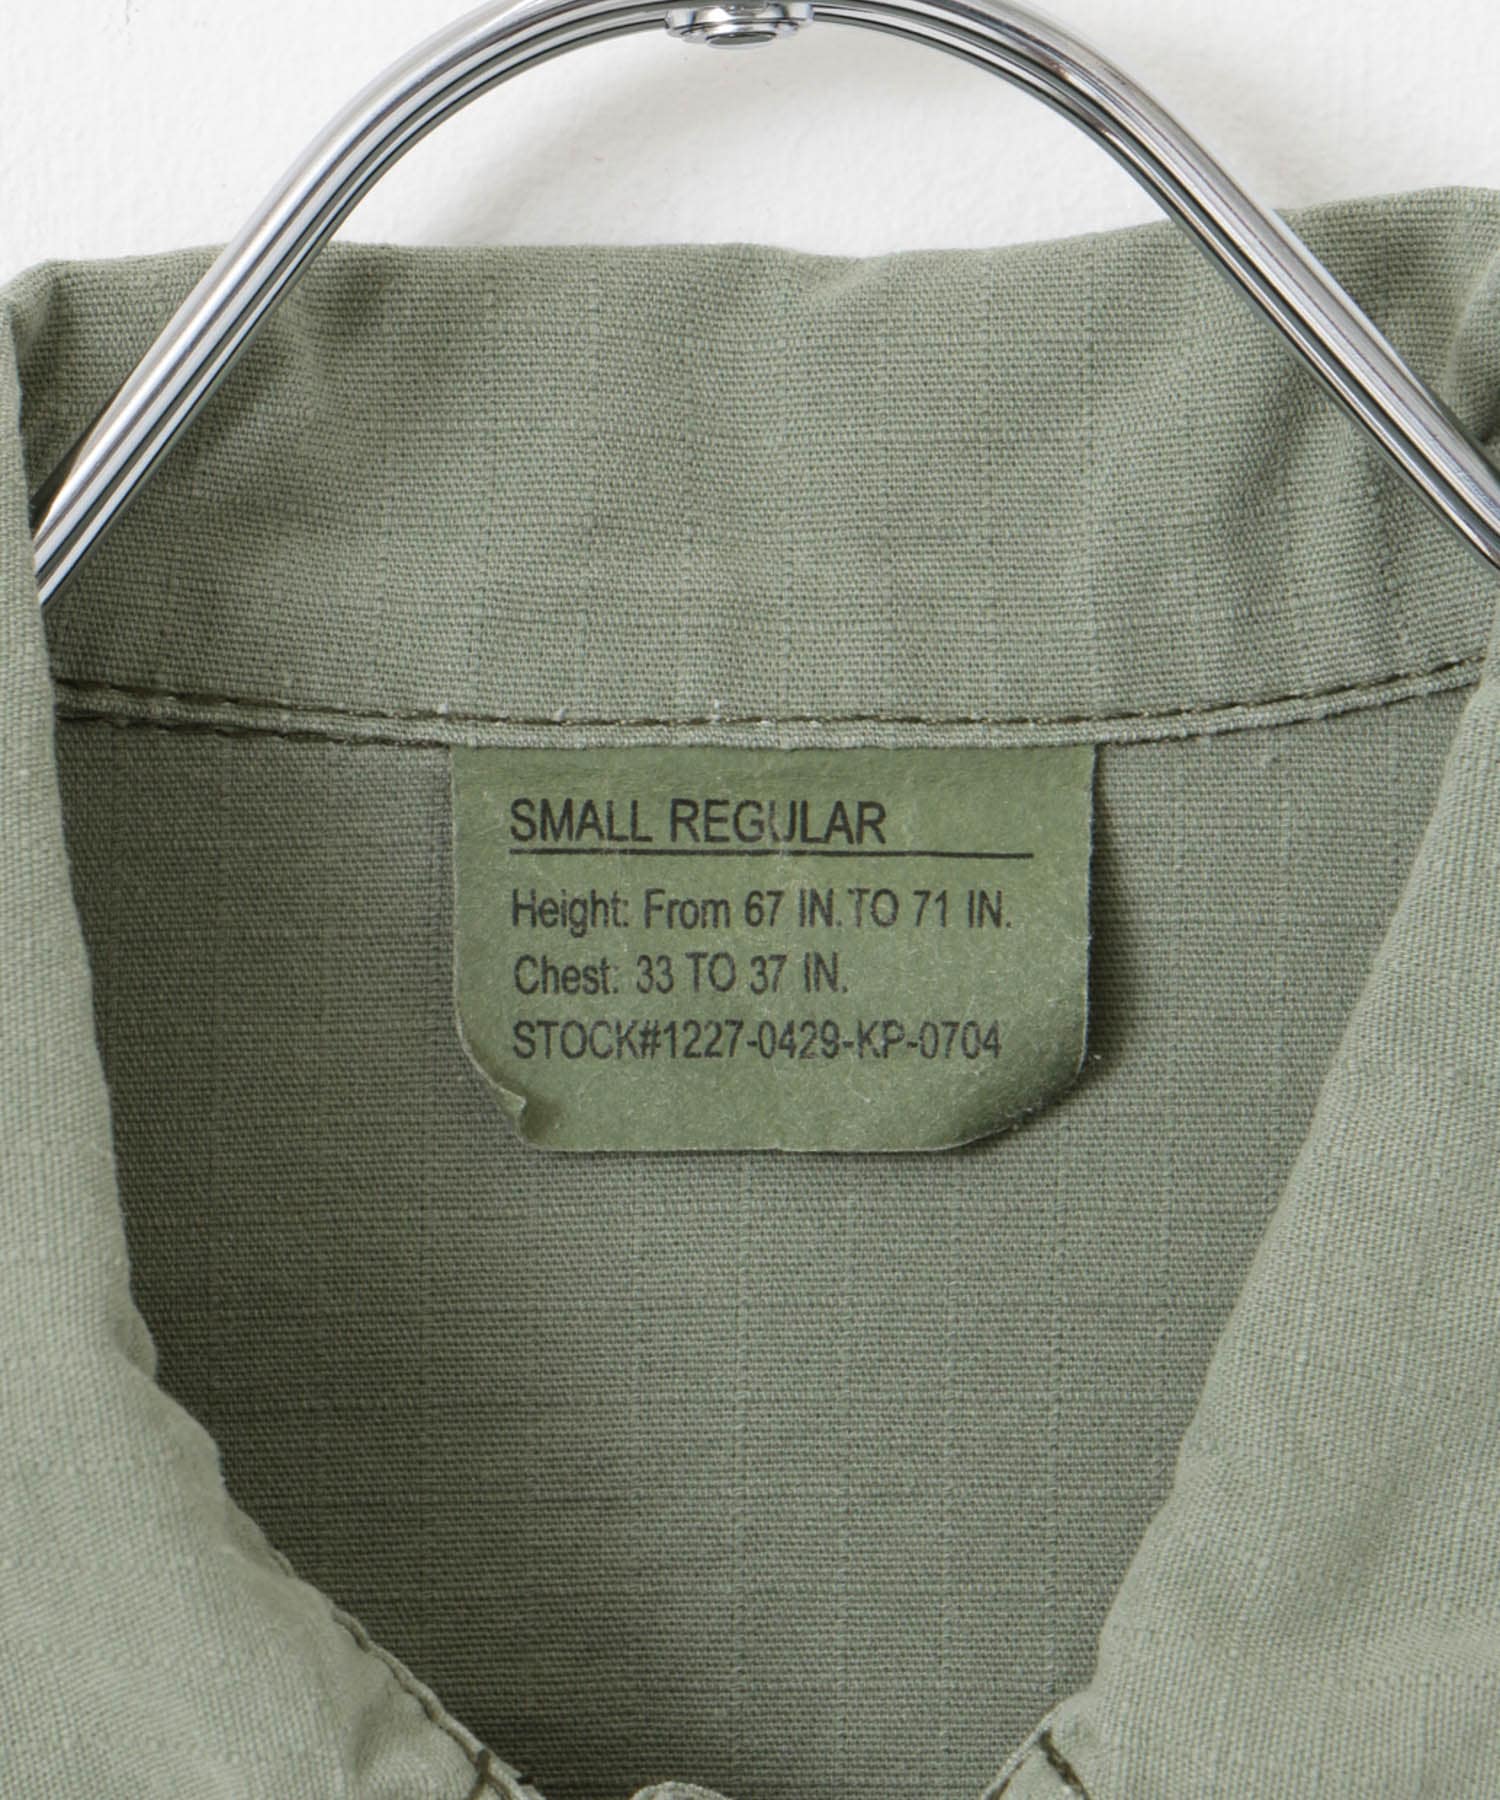 SMALL REGULAR
Height: From 67 IN. TO 71 IN.
Chest: 33 TO 37 IN.
STOCK#1227-0429-KP-0704